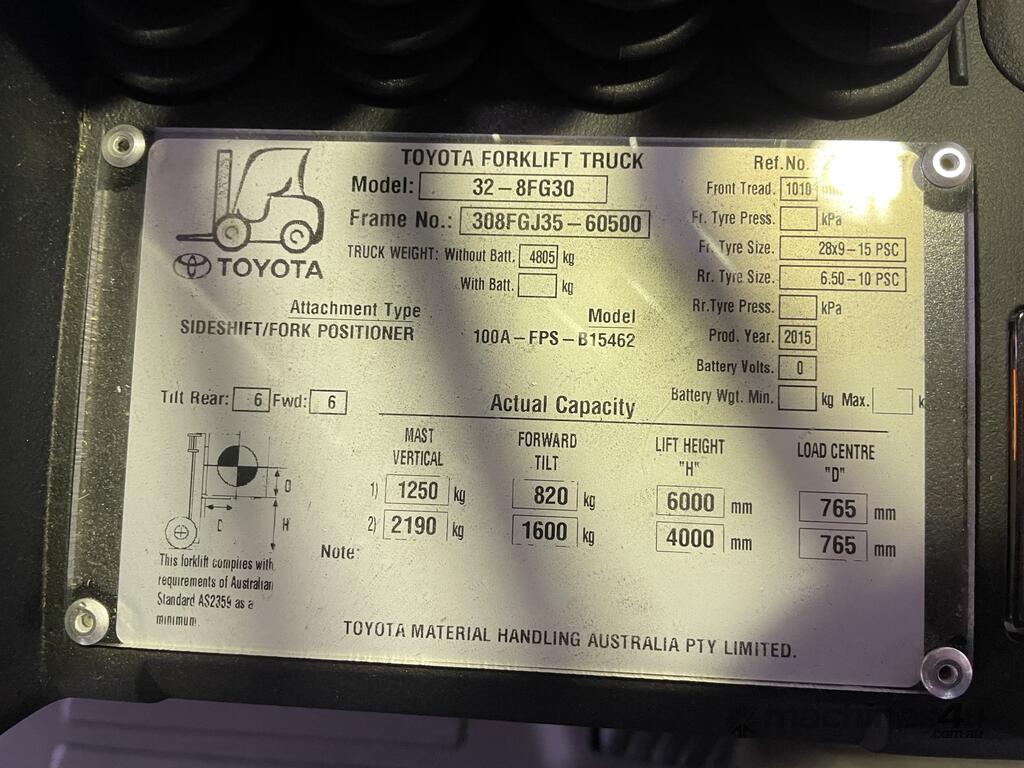 TOYOTA FORKLIFT TRUCK
Model: 32-8FG30
Frame No.: 308FGJ35-60500
TRUCK WEIGHT: Without Batt. 4805 kg
With Batt. kg
TOYOTA
Ref.No.
Front Tread. 1010 mm
Fr. Tyre Press. kPa
Fr. Tyre Size. 28x9-15 PSC
Rr. Tyre Size. 6.50-10 PSC
Rr. Tyre Press. kPa
Prod. Year. 2015
Battery Volts. 0
Battery Wgt. Min. kg Max. k
Attachment Type Model
SIDESHIFT/FORK POSITIONER 100A-FPS-B15462
Tilt Rear: 6 Fwd: 6
Actual Capacity
MAST VERTICAL FORWARD TILT LIFT HEIGHT "H" LOAD CENTRE "D"
1) 1250 kg 820 kg 6000 mm 765 mm
2) 2190 kg 1600 kg 4000 mm 765 mm
D
C H
Note:
This forklift complies with
requirements of Australian
Standard AS2359 as a
minimum.
TOYOTA MATERIAL HANDLING AUSTRALIA PTY LIMITED.
machines4u
.com.au